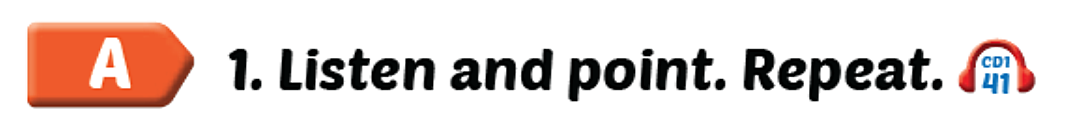 A 1. Listen and point. Repeat. CD1 41